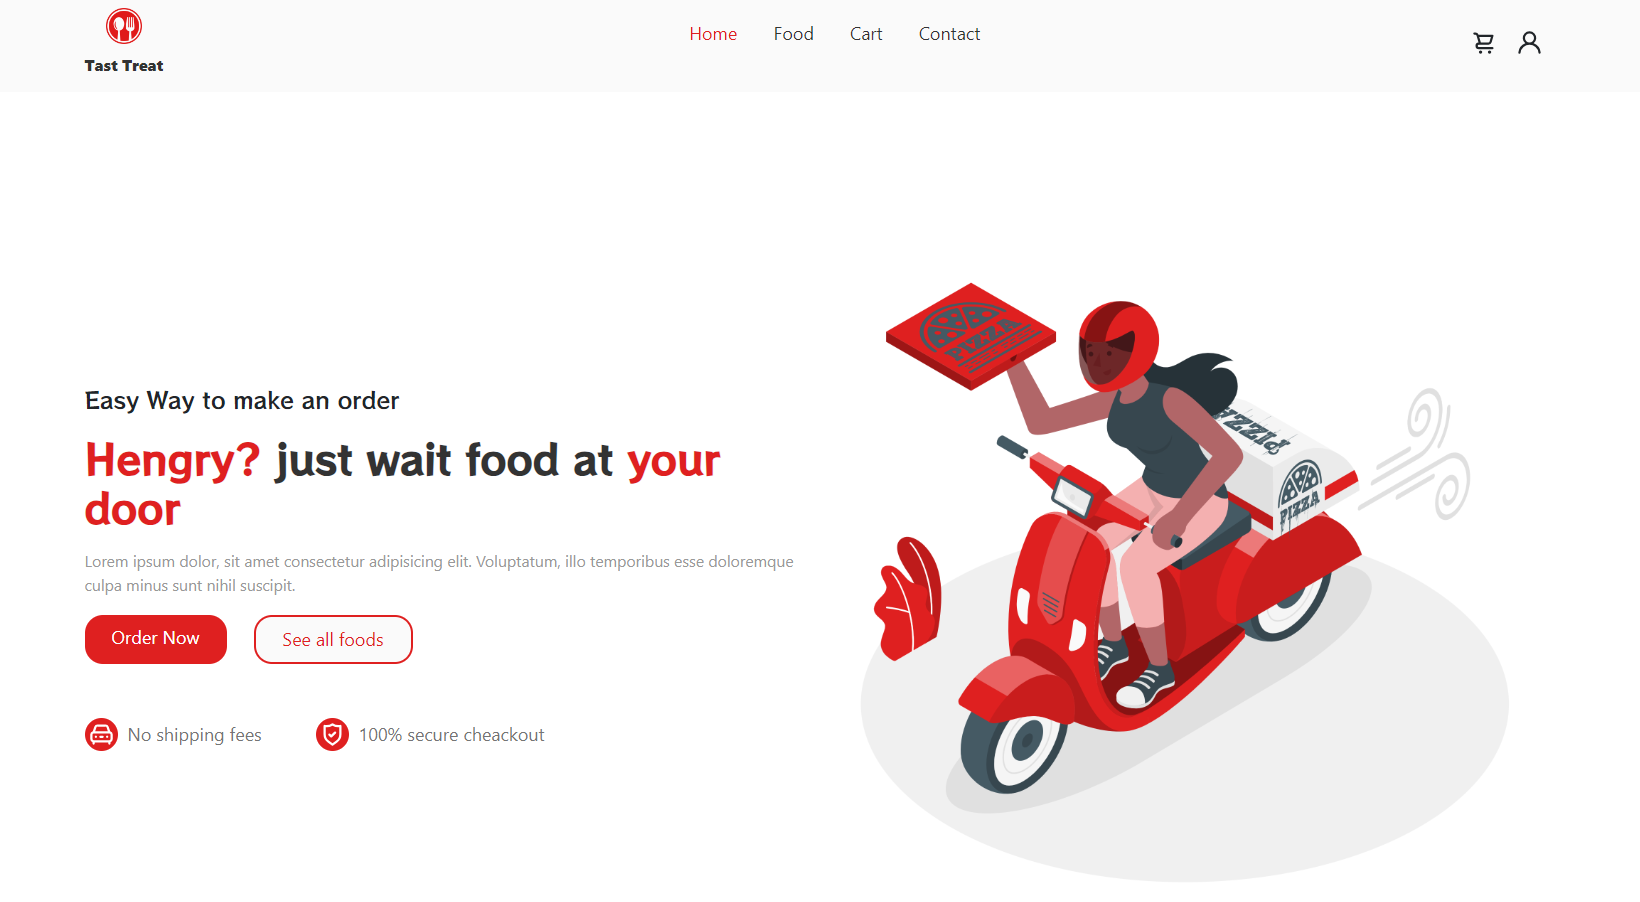 Tast Treat
Home Food Cart Contact
Easy Way to make an order
Hengry? just wait food at your
door
Lorem ipsum dolor, sit amet consectetur adipisicing elit. Voluptatum, illo temporibus esse doloremque
culpa minus sunt nihil suscipit.
Order Now See all foods
No shipping fees 100% secure cheackout
PIZZA
PIZZA
PIZZA